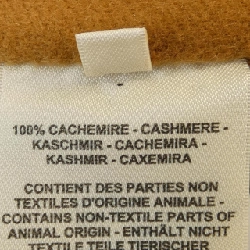 100% CACHEMIRE - CASHMERE -
KASCHMIR - CACHEMIRA -
KASHMIR - CAXEMIRA
CONTIENT DES PARTIES NON
TEXTILES D'ORIGINE ANIMALE -
CONTAINS NON-TEXTILE PARTS OF
ANIMAL ORIGIN - ENTHÄLT NICHT
TEXTILE TEILE TIERISCHER